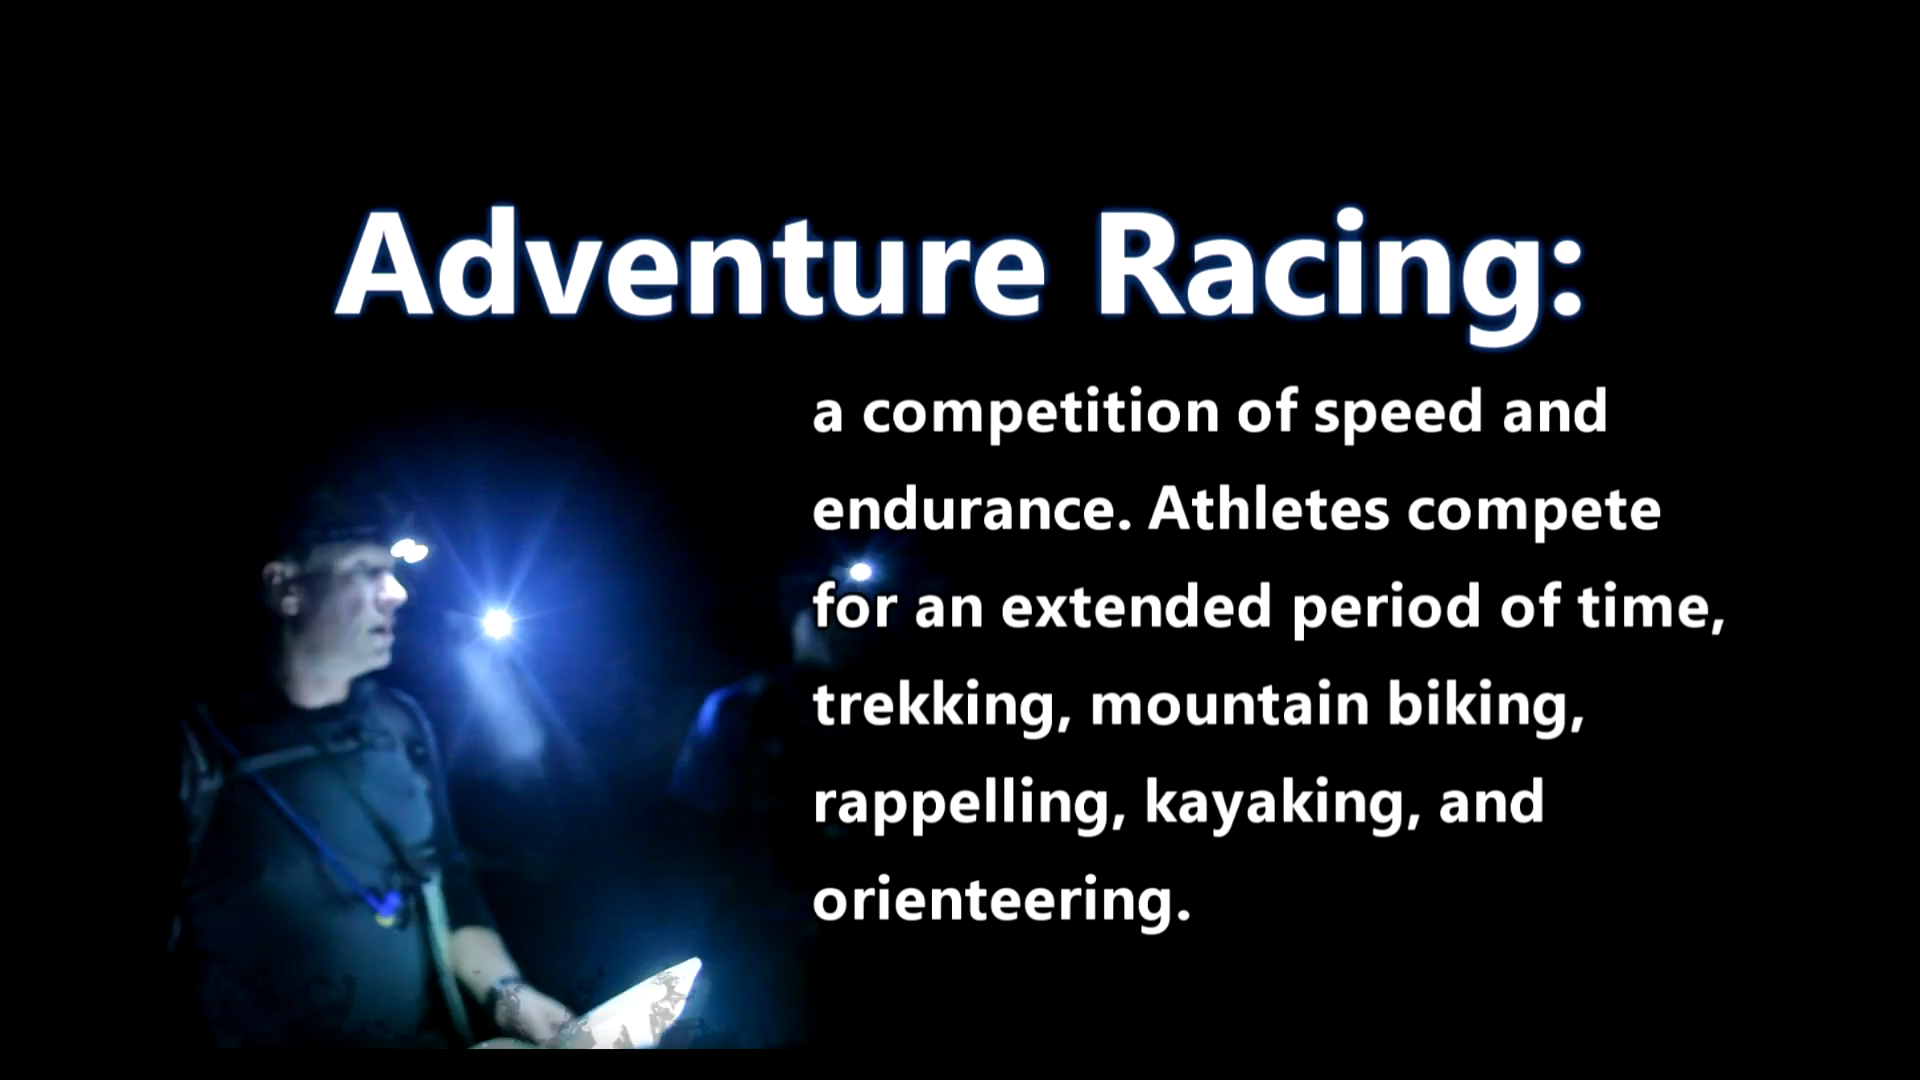 Adventure Racing:
a competition of speed and
endurance. Athletes compete
for an extended period of time,
trekking, mountain biking,
rappelling, kayaking, and
orienteering.